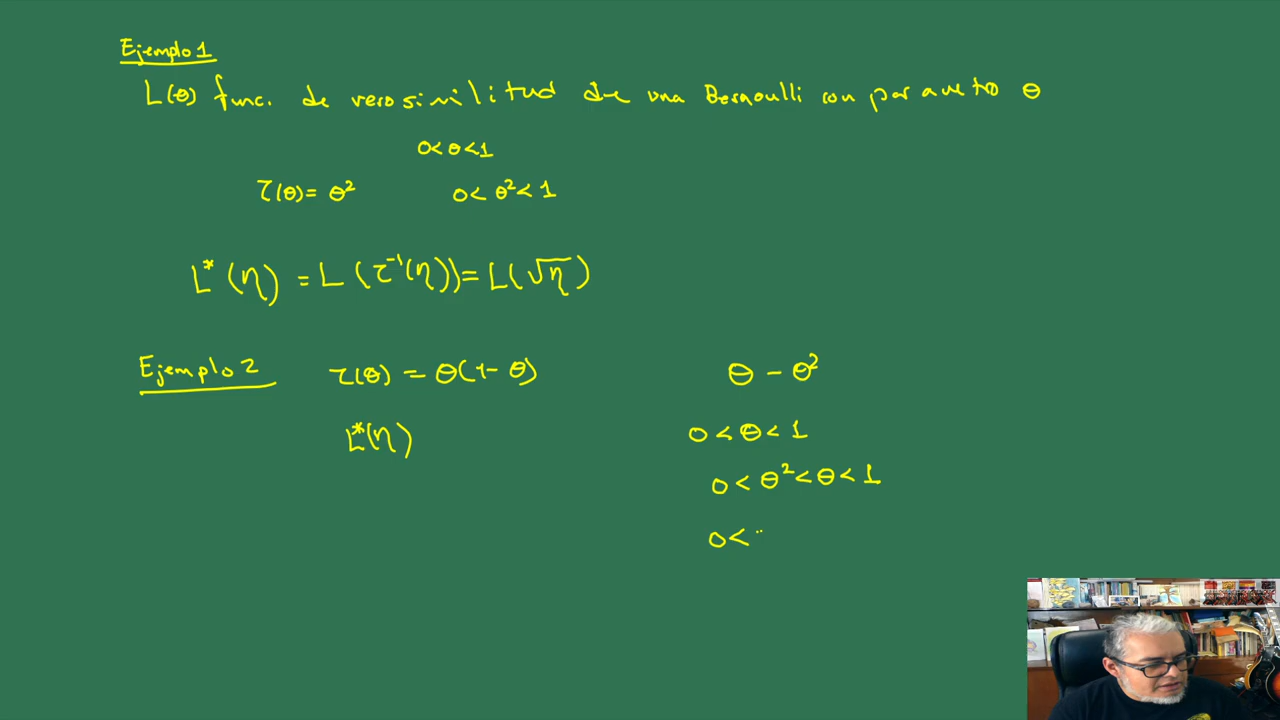 Ejemplo 1
L(θ) func. de verosimilitud de una Bernoulli con parametro θ
0<θ<1
τ(θ)= θ² 0< θ²< 1
L*(η) = L(τ⁻¹(η))= L(√η)
Ejemplo 2 τ(θ) = θ(1-θ) θ - θ²
L*(η) 0<θ<1
0<θ²<θ<1
0<